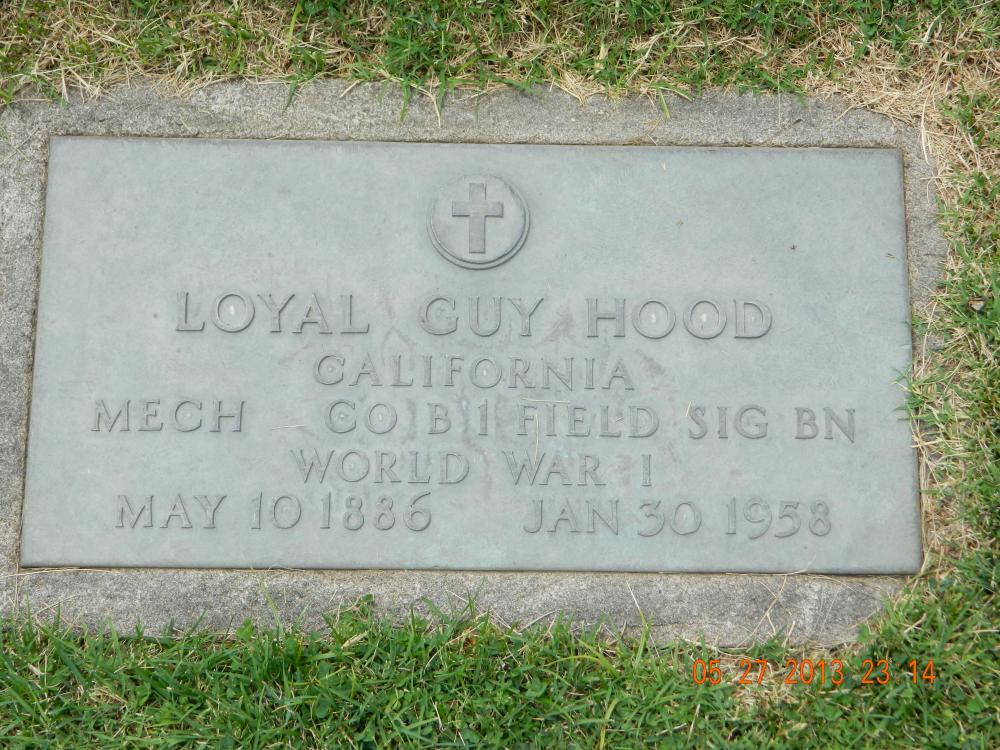 LOYAL GUY HOOD
CALIFORNIA
MECH CO B 1 FIELD SIG BN
WORLD WAR I
MAY 10 1886 JAN 30 1958
05 27 2013 23 14